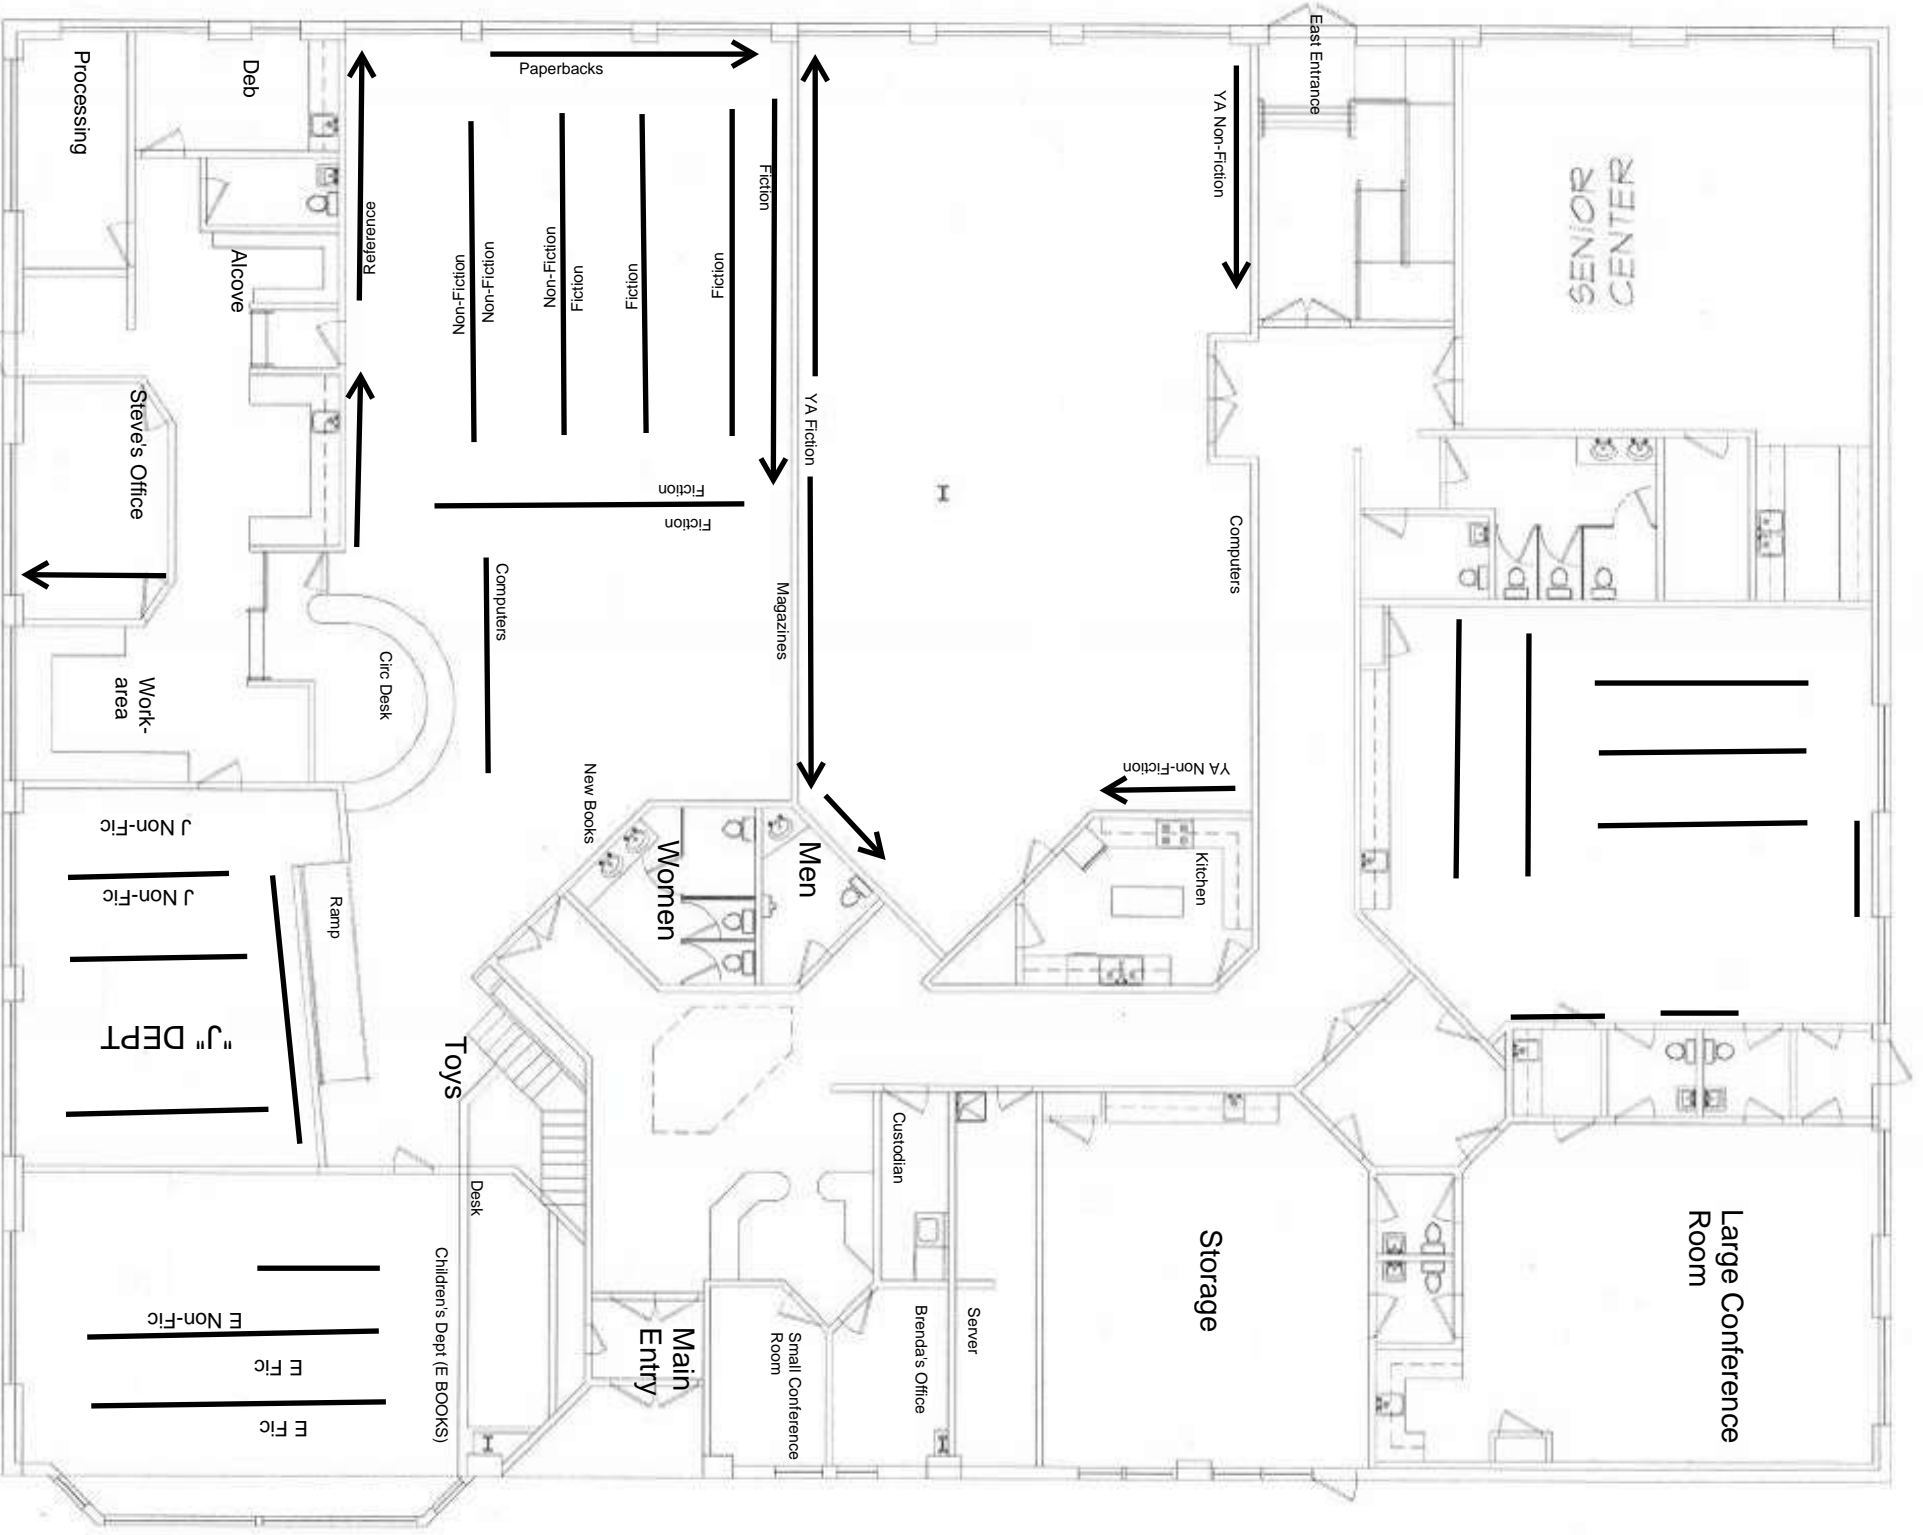 East Entrance
Processing
Deb
Paperbacks
YA Non-Fiction
SENIOR
CENTER
Fiction
Reference
Alcove
Non-Fiction
Non-Fiction
Non-Fiction
Fiction
Fiction
Fiction
Steve's Office
YA Fiction
Fiction
Fiction
Computers
Computers
Magazines
Circ Desk
Work-
area
New Books
YA Non-Fiction
J Non-Fic
J Non-Fic
Women
Men
Kitchen
Ramp
"J" DEPT
Toys
Custodian
Desk
Storage
Large Conference
Room
Children's Dept (E BOOKS)
E Non-Fic
E Fic
E Fic
Main
Entry
Small Conference
Room
Brenda's Office
Server